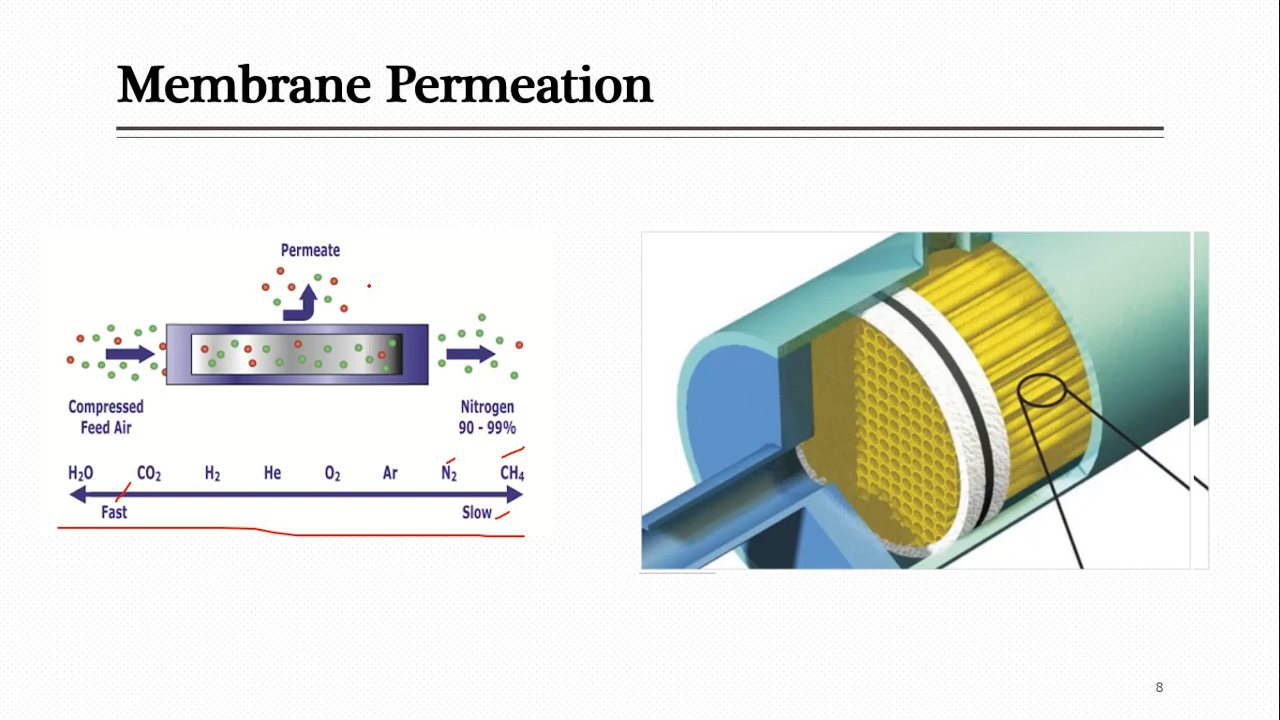 Membrane Permeation
Permeate
Compressed
Feed Air
Nitrogen
90 - 99%
H₂O CO₂ H₂ He O₂ Ar N₂ CH₄
Fast Slow
8